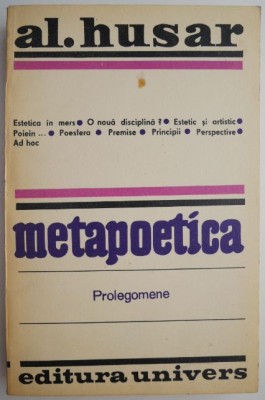 al. husar
Estetica în mers ● O nouă disciplină? ● Estetic și artistic ●
Poiein ... ● Poesfera ● Premise ● Principii ● Perspective ●
Ad hoc
metapoetica
Prolegomene
editura univers